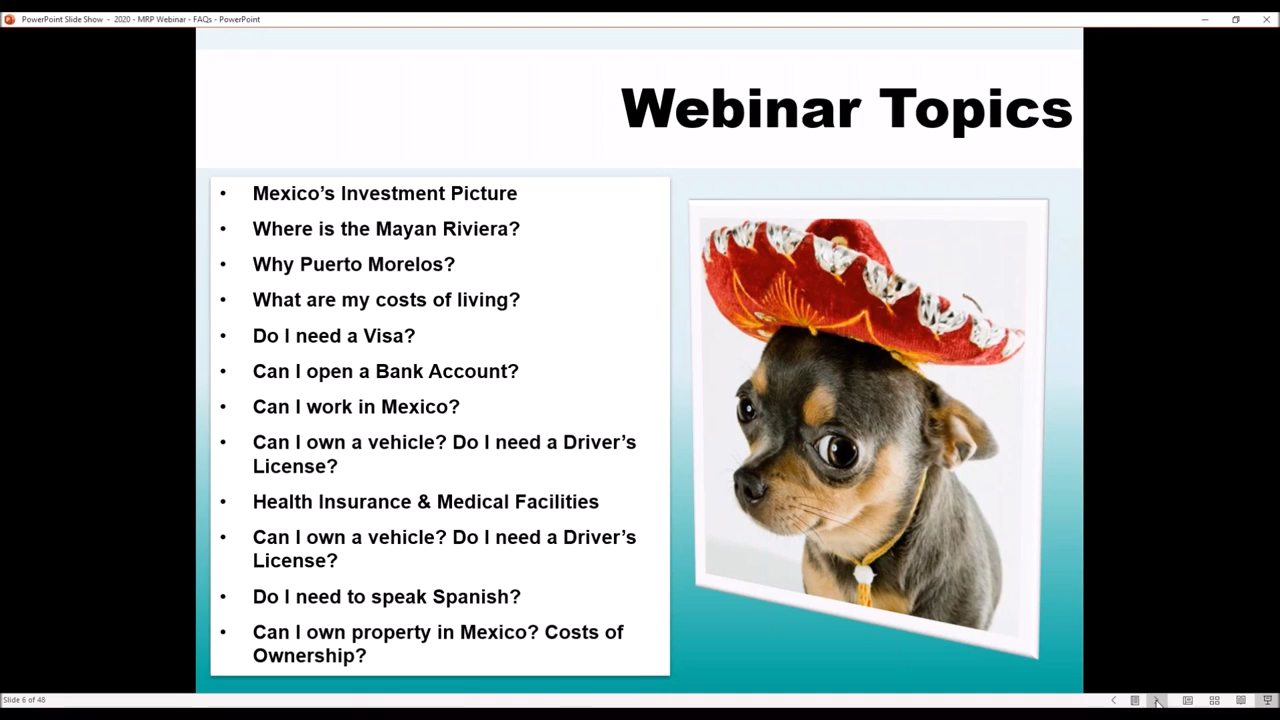 PowerPoint Slide Show - 2020 - MRP Webinar - FAQs - PowerPoint
Webinar Topics
• Mexico’s Investment Picture
• Where is the Mayan Riviera?
• Why Puerto Morelos?
• What are my costs of living?
• Do I need a Visa?
• Can I open a Bank Account?
• Can I work in Mexico?
• Can I own a vehicle? Do I need a Driver’s
License?
• Health Insurance & Medical Facilities
• Can I own a vehicle? Do I need a Driver’s
License?
• Do I need to speak Spanish?
• Can I own property in Mexico? Costs of
Ownership?
Slide 6 of 48